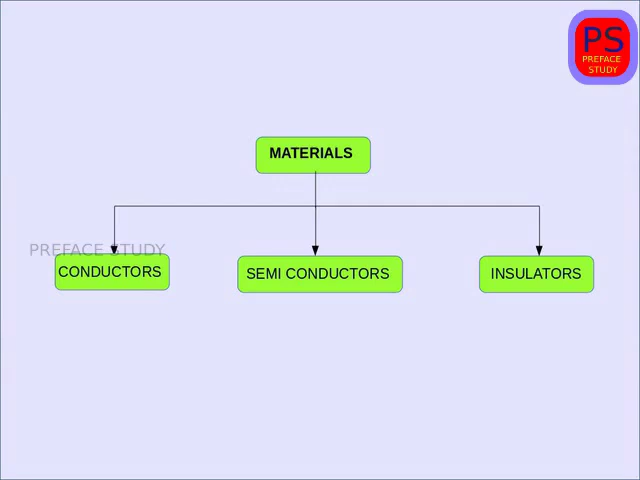 PS
PREFACE
STUDY
MATERIALS
PREFACE STUDY
CONDUCTORS
SEMI CONDUCTORS
INSULATORS